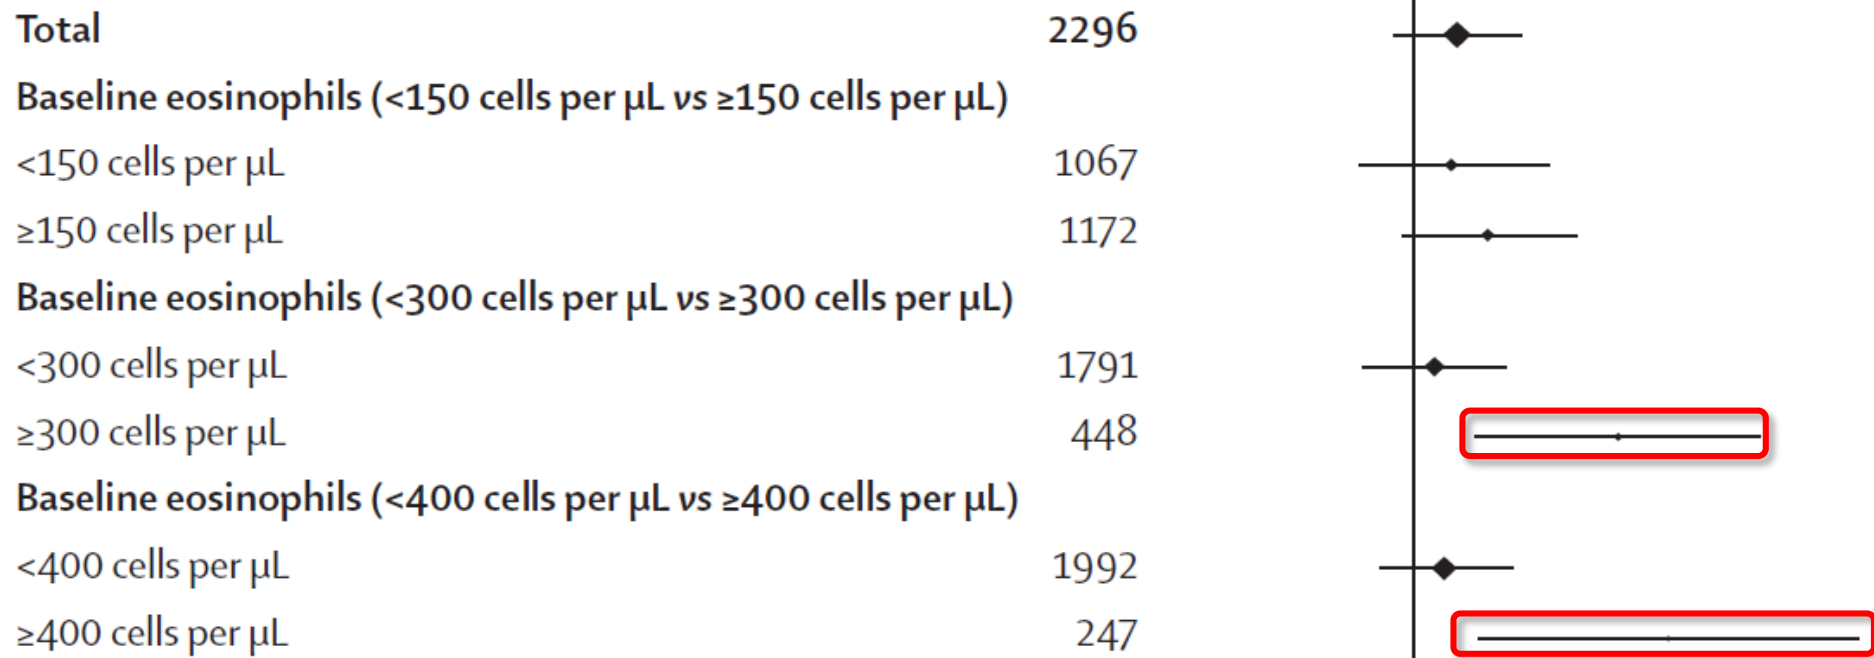 Total 2296
Baseline eosinophils (<150 cells per µL vs ≥150 cells per µL)
<150 cells per µL 1067
≥150 cells per µL 1172
Baseline eosinophils (<300 cells per µL vs ≥300 cells per µL)
<300 cells per µL 1791
≥300 cells per µL 448
Baseline eosinophils (<400 cells per µL vs ≥400 cells per µL)
<400 cells per µL 1992
≥400 cells per µL 247